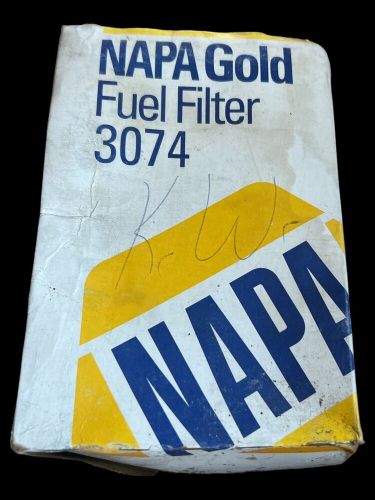 NAPA Gold
Fuel Filter
3074
K. W.
NAPA